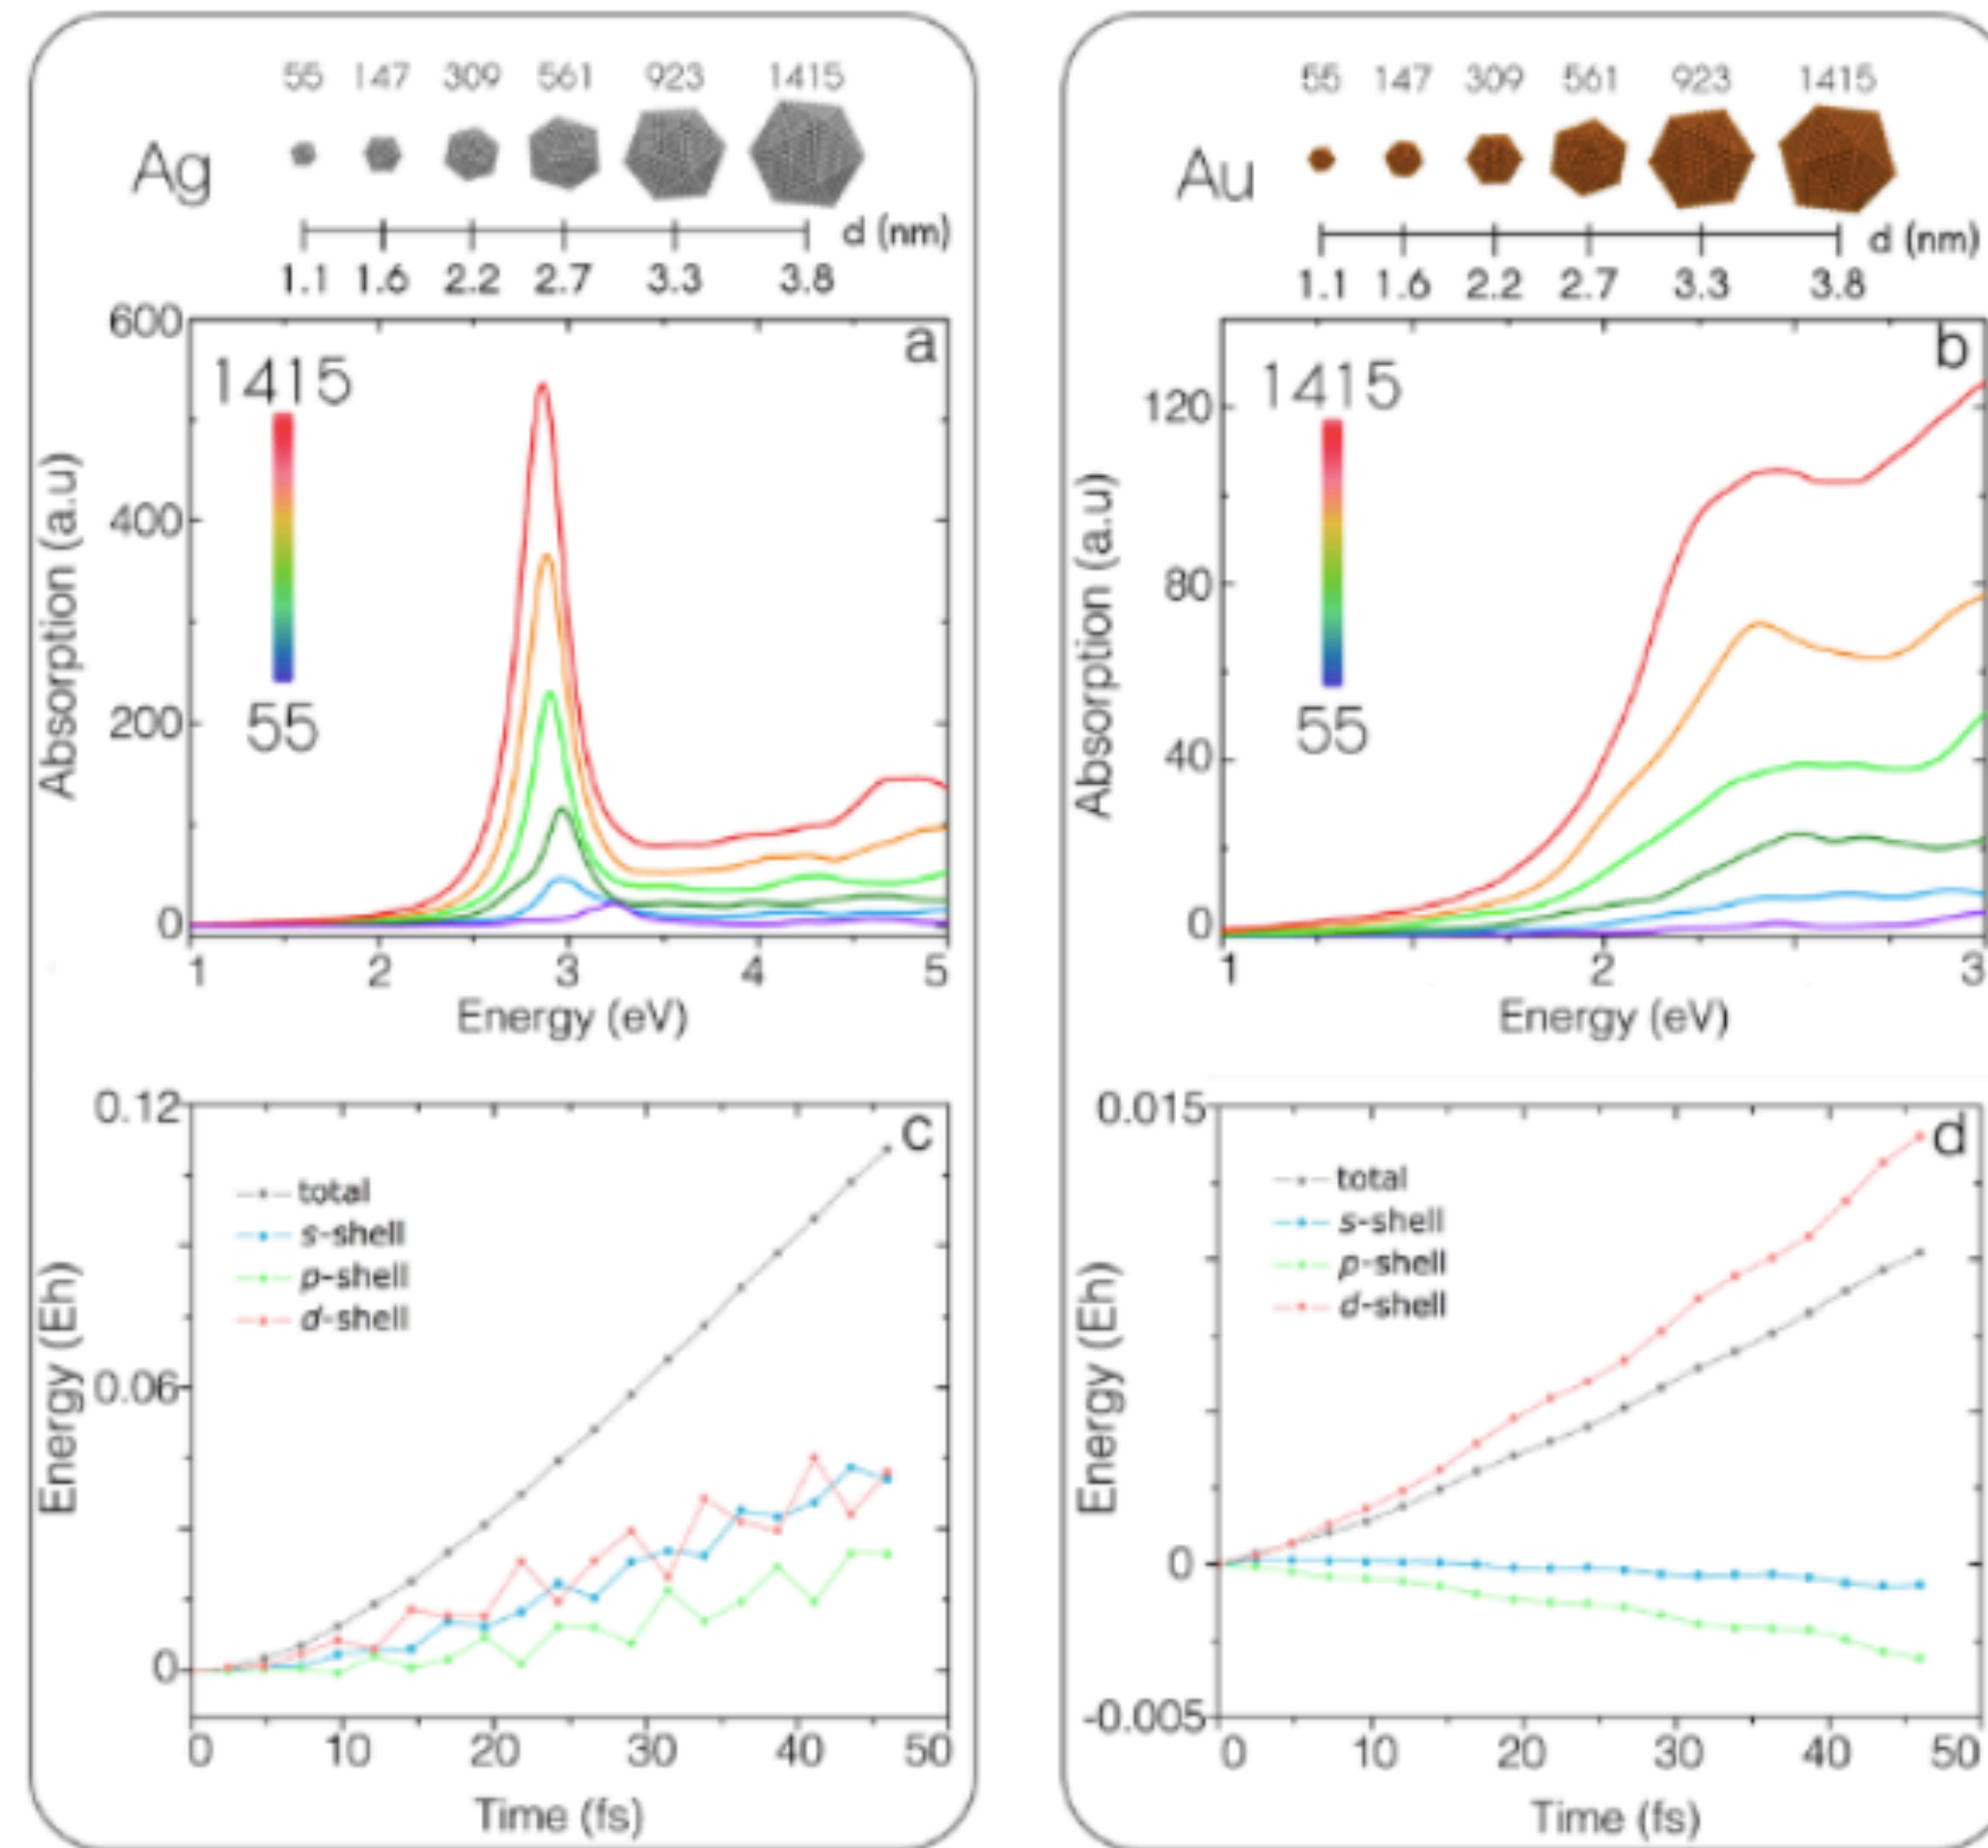 55 147 309 561 923 1415
Ag
d (nm)
1.1 1.6 2.2 2.7 3.3 3.8
a
600
400
200
0
Absorption (a.u)
1415
55
1 2 3 4 5
Energy (eV)
c
0.12
0.06
0
Energy (Eh)
total
s-shell
p-shell
d-shell
0 10 20 30 40 50
Time (fs)
55 147 309 561 923 1415
Au
d (nm)
1.1 1.6 2.2 2.7 3.3 3.8
b
120
80
40
0
Absorption (a.u)
1415
55
1 2 3
Energy (eV)
d
0.015
0
-0.005
Energy (Eh)
total
s-shell
p-shell
d-shell
0 10 20 30 40 50
Time (fs)